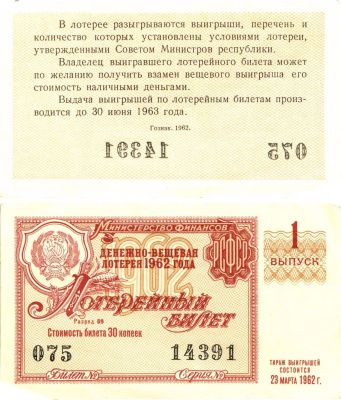 В лотерее разыгрываются выигрыши, перечень и
количество которых установлены условиями лотереи,
утвержденными Советом Министров республики.
Владелец выигравшего лотерейного билета может
по желанию получить взамен вещевого выигрыша его
стоимость наличными деньгами.
Выдача выигрышей по лотерейным билетам произ-
водится до 30 июня 1963 года.
Гознак. 1962.
14391 075
Министерство финансов
1962
ДЕНЕЖНО-ВЕЩЕВАЯ
ЛОТЕРЕЯ 1962 ГОДА
Лотерейный
БИЛЕТ
Разряд 09
Стоимость билета 30 копеек
075 14391
Билет № Серия №
1
ВЫПУСК
ТИРАЖ ВЫИГРЫШЕЙ
СОСТОИТСЯ
23 МАРТА 1962 г.